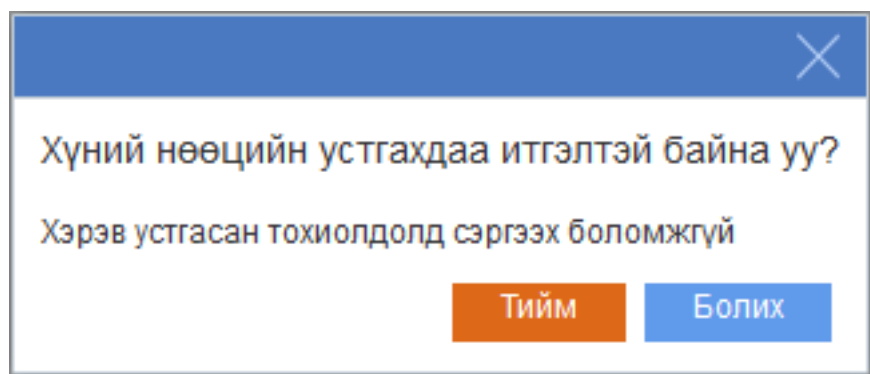 Хүний нөөцийн устгахдаа итгэлтэй байна уу?
Хэрэв устгасан тохиолдолд сэргээх боломжгүй
Тийм Болих